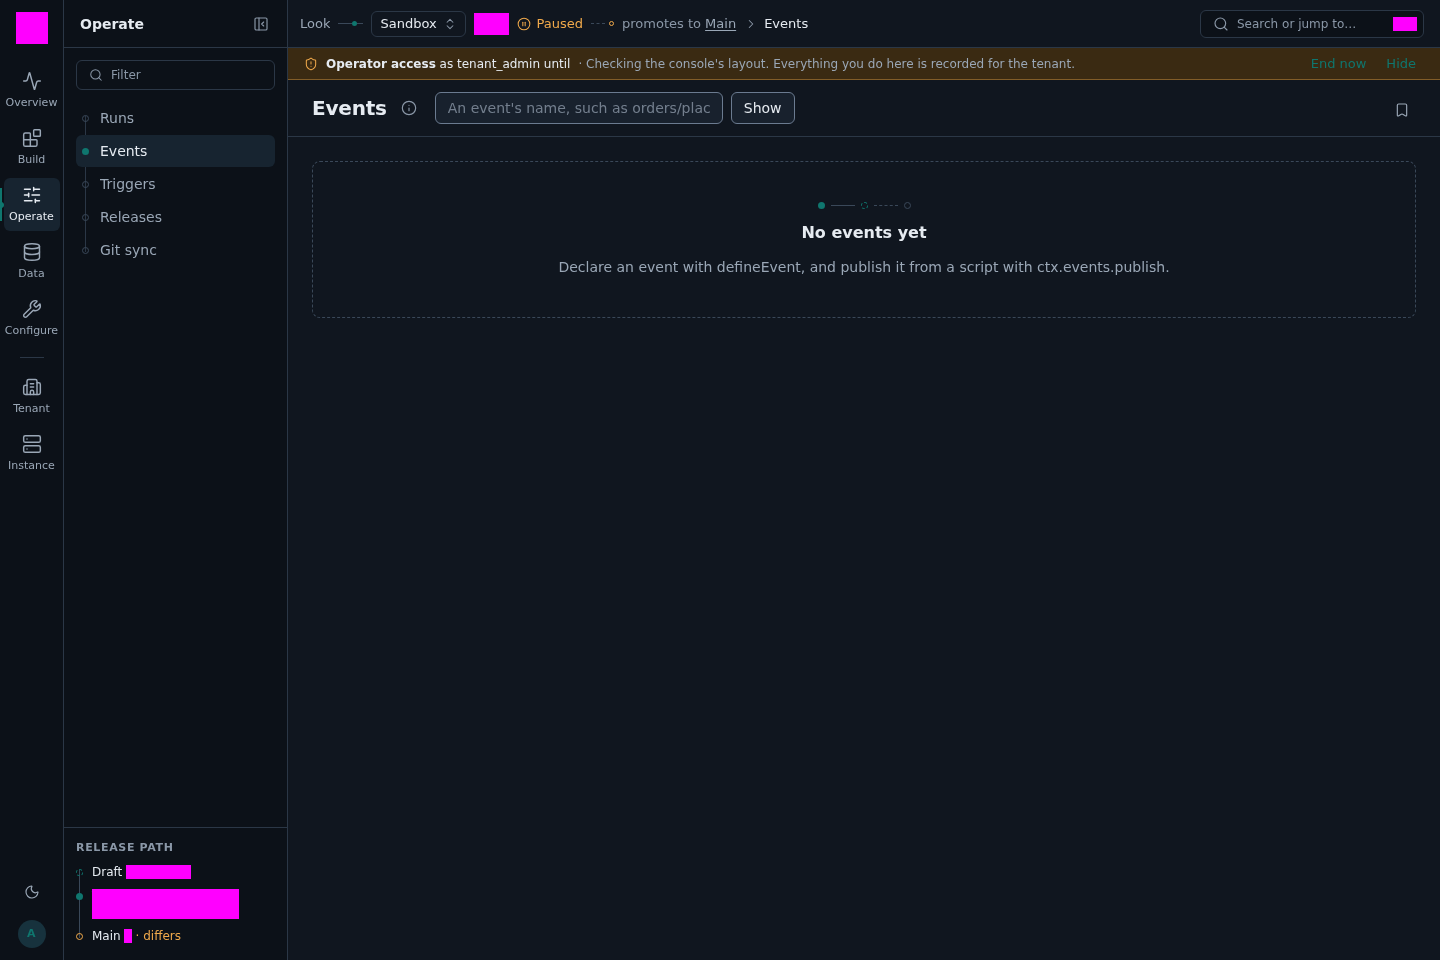 Operate
Look
Sandbox
Paused
promotes to Main
Events
Search or jump to...
Operator access as tenant_admin until · Checking the console's layout. Everything you do here is recorded for the tenant.
End now
Hide
Overview
Build
Operate
Data
Configure
Tenant
Instance
A
Filter
Runs
Events
Triggers
Releases
Git sync
RELEASE PATH
Draft
Main · differs
Events
An event's name, such as orders/plac
Show
No events yet
Declare an event with defineEvent, and publish it from a script with ctx.events.publish.